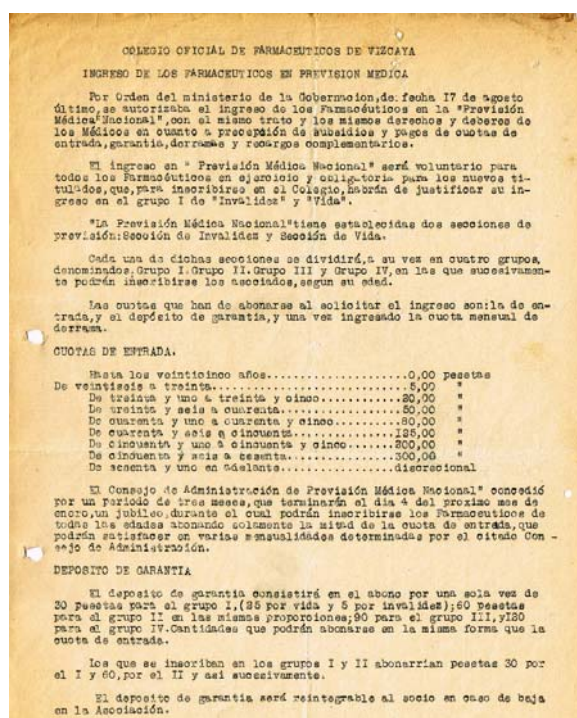 COLEGIO OFICIAL DE FARMACEUTICOS DE VIZCAYA
INGRESO DE LOS FARMACEUTICOS EN PREVISION MEDICA
Por Orden del ministerio de la Gobernacion,de fecha I7 de agosto
último,se autorizaba el ingreso de los Farmacéuticos en la "Previsión
Médica Nacional",con el mismo trato y los mismos derechos y deberes de
los Médicos en cuanto a precepción de subsidios y pagos de cuotas de
entrada,garantia,dorramas y recargos complementarios.
El ingreso en " Previsión Médica Nacional" será voluntario para
todos los Farmacéuticos en ejercicio y obligatoria para los nuevos ti-
tulados,que,para inscribirse en el Colegio,habrán de justificar su in-
greso en el grupo I de "Invalidez" y "Vida".
"La Previsión Médica Nacional"tiene establecidas dos secciones de
previsión:Sección de Invalidez y Sección de Vida.
Cada una de dichas secciones se dividirá,a su vez en cuatro grupos,
denominados.Grupo I.Grupo II.Grupo III y Grupo IV,en las que sucesivamen-
te podrán inscribirse los asociados,segun su edad.
Las cuotas que han de abonarse al solicitar el ingreso son:la de en-
trada,y el depósito de garantia,y una vez ingresado la cuota mensual de
derrama.
CUOTAS DE ENTRADA.
Hasta los veinticinco años..................0,00 pesetas
De veintiseis a treinta.....................5,00 "
De treinta y uno a treinta y cinco.........20,00 "
De treinta y seis a cuarenta...............50,00 "
De cuarenta y uno a cuarenta y cinco.......80,00 "
De cuarenta y seis a cincuenta............I25,00 "
De cincuenta y uno a cincuenta y cinco....200,00 "
De cincuenta y seis a sesenta.............300,00 "
De sesenta y uno en adelante..............discrecional
El Consejo de Administración de Previsión Médica Nacional" concedió
por un periodo de tres meses,que terminarán el dia 4 del proximo mes de
enero,un jubileo,durante el cual podrán inscribirse los Farmaceuticos de
todas las edades abonando solamente la mitad de la cuota de entrada,que
podrán satisfacer en varias mensualidades determinadas por el citado Con -
sejo de Administración.
DEPOSITO DE GARANTIA
El deposito de garantia consistirá en el abono por una sola vez de
30 pesetas para el grupo I,(25 por vida y 5 por invalidez);60 pesetas
para el grupo II en las mismas proporciones;90 para el grupo III,yI20
para el grupo IV.Cantidades que podrán abonarse en la misma forma que la
cuota de entrada.
Los que se inscriban en los grupos I y II abonarrian pesetas 30 por
el I y 60,por el II y asi sucesivamente.
El deposito de garantia será reintegrable al socio en caso de baja
en la Asociación.